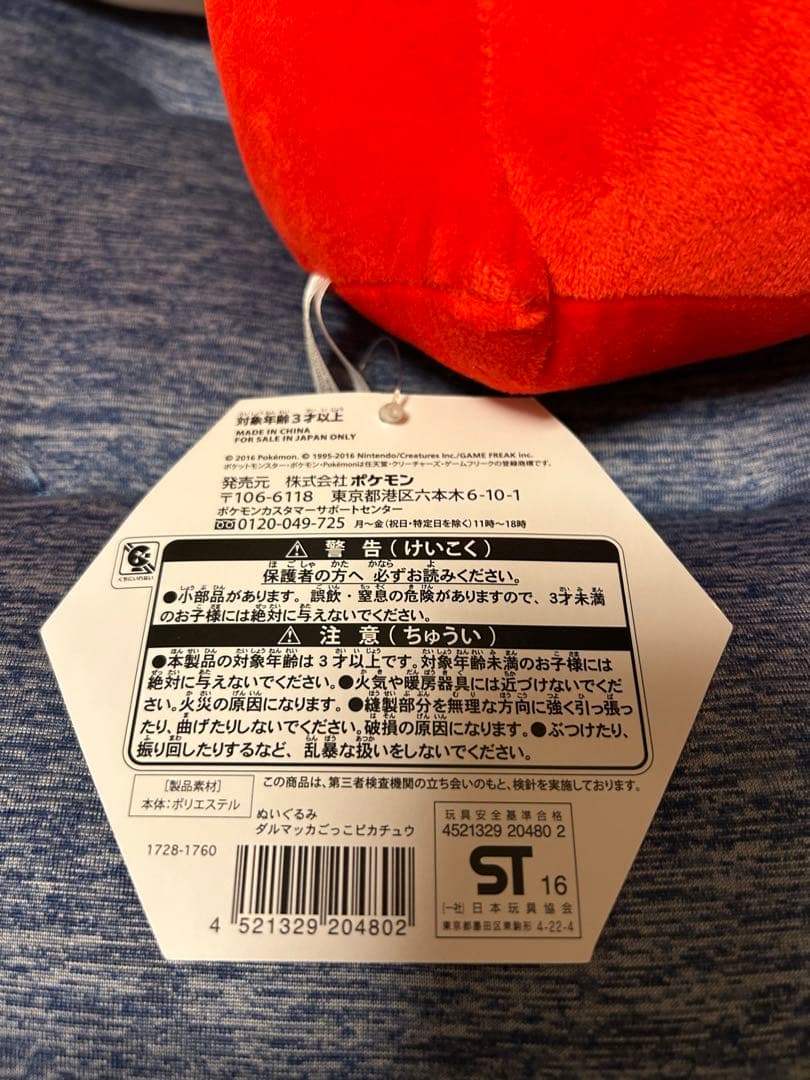 対象年齢3才以上
MADE IN CHINA
FOR SALE IN JAPAN ONLY
© 2016 Pokémon. © 1995-2016 Nintendo/Creatures Inc./GAME FREAK inc.
ポケットモンスター・ポケモン・Pokémonは任天堂・クリーチャーズ・ゲームフリークの登録商標です。
発売元 株式会社 ポケモン
〒106-6118 東京都港区六本木6-10-1
ポケモンカスタマーサポートセンター
0120-049-725 月〜金(祝日・特定日を除く)11時〜18時
くちにいれない
警告(けいこく)
保護者の方へ 必ずお読みください。
●小部品があります。誤飲・窒息の危険がありますので、3才未満
のお子様には絶対に与えないでください。
注意(ちゅうい)
●本製品の対象年齢は3才以上です。対象年齢未満のお子様には
絶対に与えないでください。●火気や暖房器具には近づけないでくだ
さい。火災の原因になります。●縫製部分を無理な方向に強く引っ張っ
たり、曲げたりしないでください。破損の原因になります。●ぶつけたり、
振り回したりするなど、乱暴な扱いをしないでください。
[製品素材]
本体:ポリエステル
この商品は、第三者検査機関の立ち会いのもと、検針を実施しております。
ぬいぐるみ
ダルマッカごっこピカチュウ
1728-1760
4 521329 204802
玩具安全基準合格
4521329 20480 2
ST 16
(一社)日本玩具協会
東京都墨田区東駒形 4-22-4